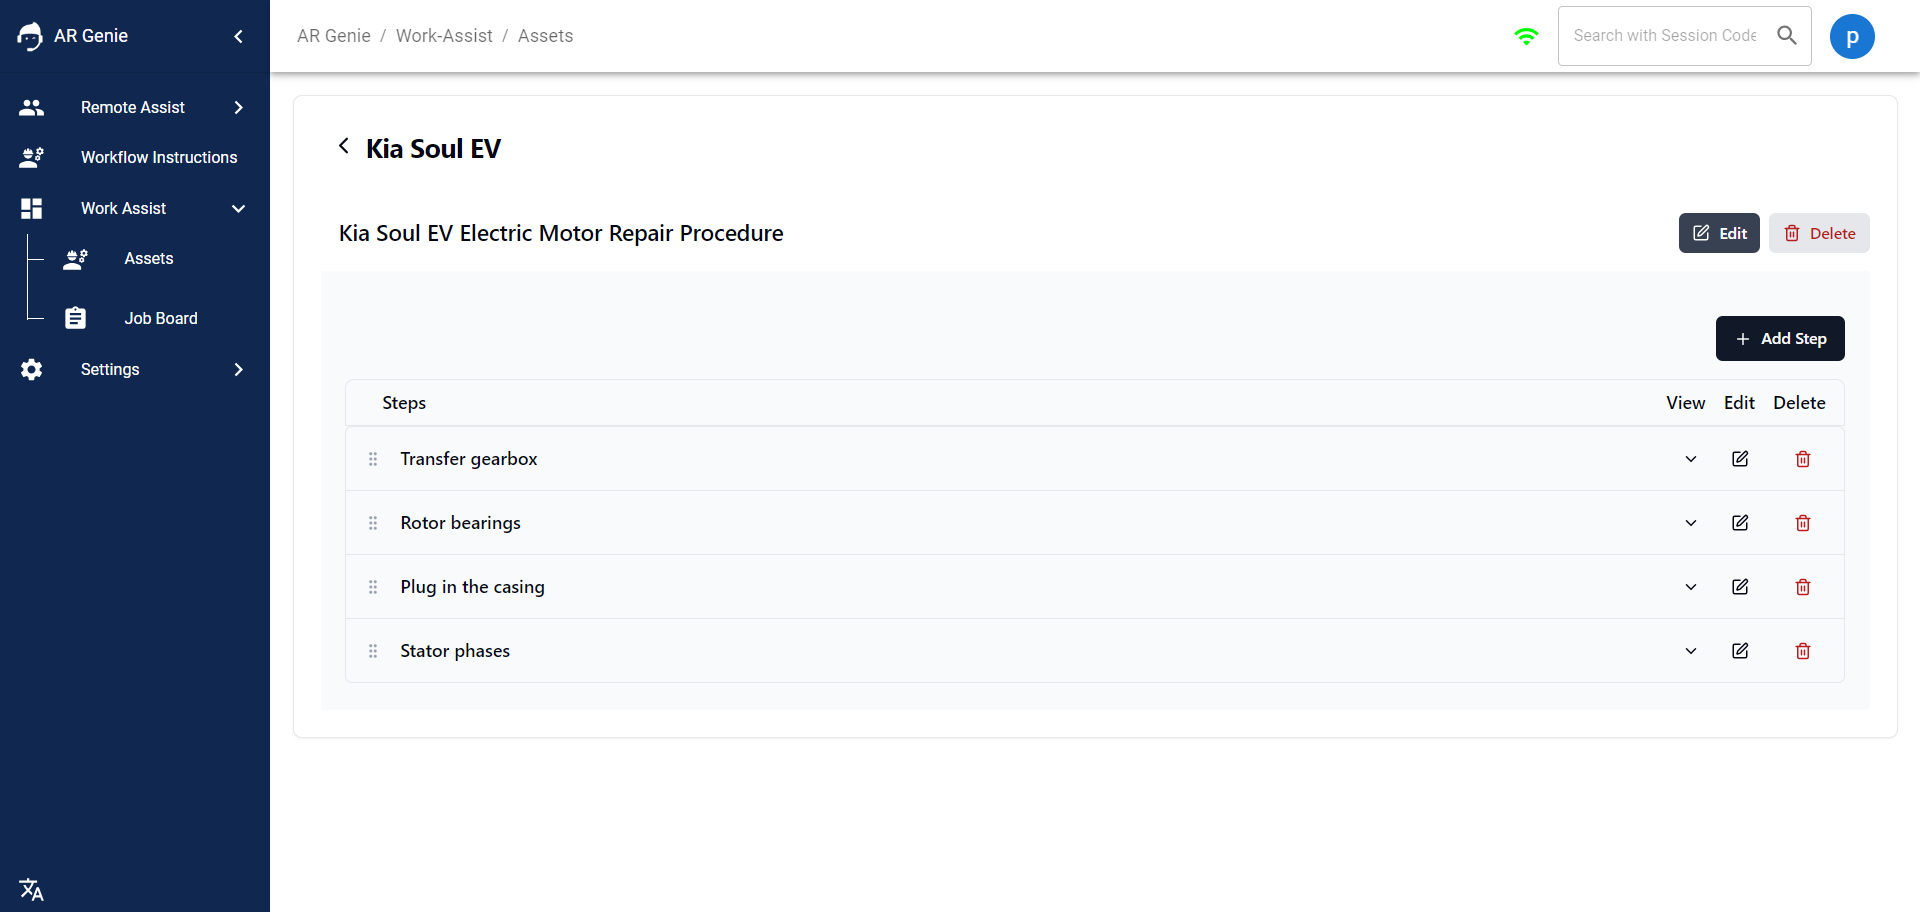 AR Genie
AR Genie / Work-Assist / Assets
Search with Session Code
p
Remote Assist
Workflow Instructions
Work Assist
Assets
Job Board
Settings
Kia Soul EV
Kia Soul EV Electric Motor Repair Procedure
Edit
Delete
+ Add Step
Steps View Edit Delete
Transfer gearbox
Rotor bearings
Plug in the casing
Stator phases